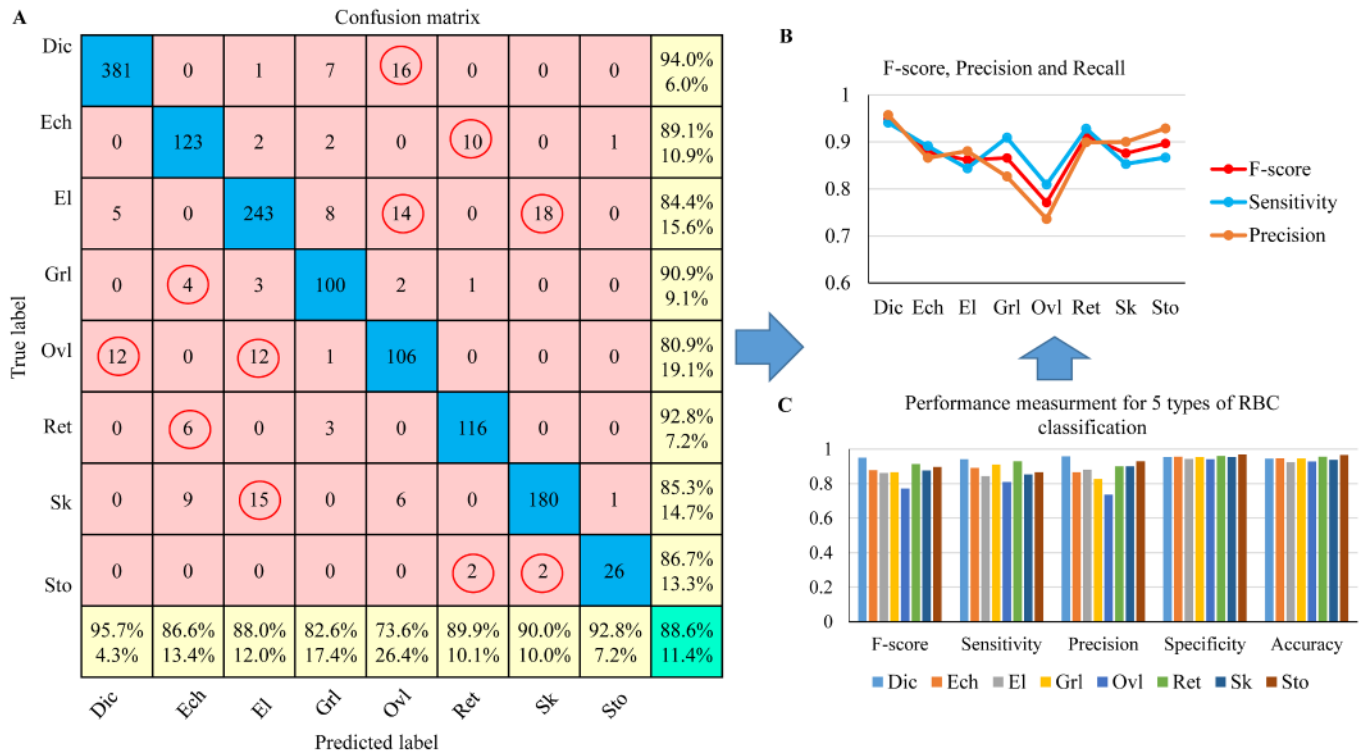 A
Confusion matrix
Dic 381 0 1 7 16 0 0 0 94.0% 6.0%
Ech 0 123 2 2 0 10 0 1 89.1% 10.9%
El 5 0 243 8 14 0 18 0 84.4% 15.6%
Grl 0 4 3 100 2 1 0 0 90.9% 9.1%
Ovl 12 0 12 1 106 0 0 0 80.9% 19.1%
Ret 0 6 0 3 0 116 0 0 92.8% 7.2%
Sk 0 9 15 0 6 0 180 1 85.3% 14.7%
Sto 0 0 0 0 0 2 2 26 86.7% 13.3%
95.7% 86.6% 88.0% 82.6% 73.6% 89.9% 90.0% 92.8% 88.6%
4.3% 13.4% 12.0% 17.4% 26.4% 10.1% 10.0% 7.2% 11.4%
Dic Ech El Grl Ovl Ret Sk Sto
Predicted label
True label
B
F-score, Precision and Recall
1
0.9
0.8
0.7
0.6
Dic Ech El Grl Ovl Ret Sk Sto
F-score
Sensitivity
Precision
C
Performance measurment for 5 types of RBC
classification
1
0.8
0.6
0.4
0.2
0
F-score Sensitivity Precision Specificity Accuracy
Dic Ech El Grl Ovl Ret Sk Sto